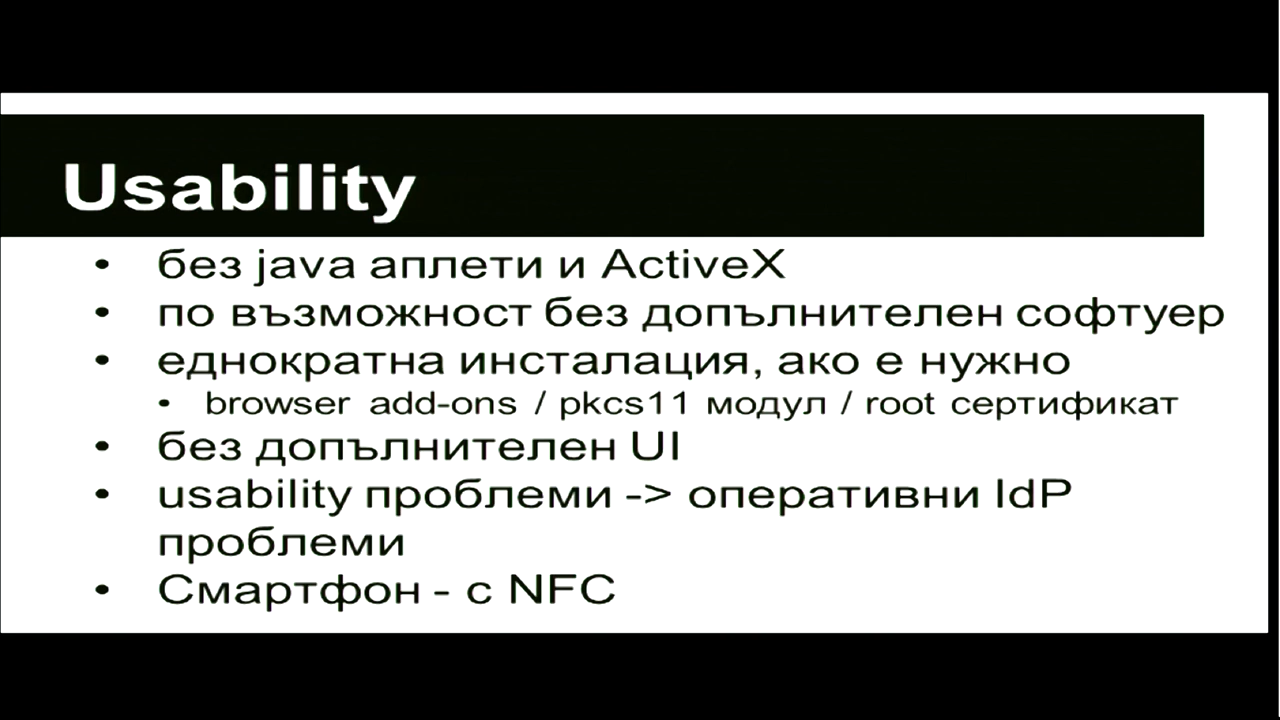 Usability
• без java аплети и ActiveX
• по възможност без допълнителен софтуер
• еднократна инсталация, ако е нужно
• browser add-ons / pkcs11 модул / root сертификат
• без допълнителен UI
• usability проблеми -> оперативни IdP
проблеми
• Смартфон - с NFC